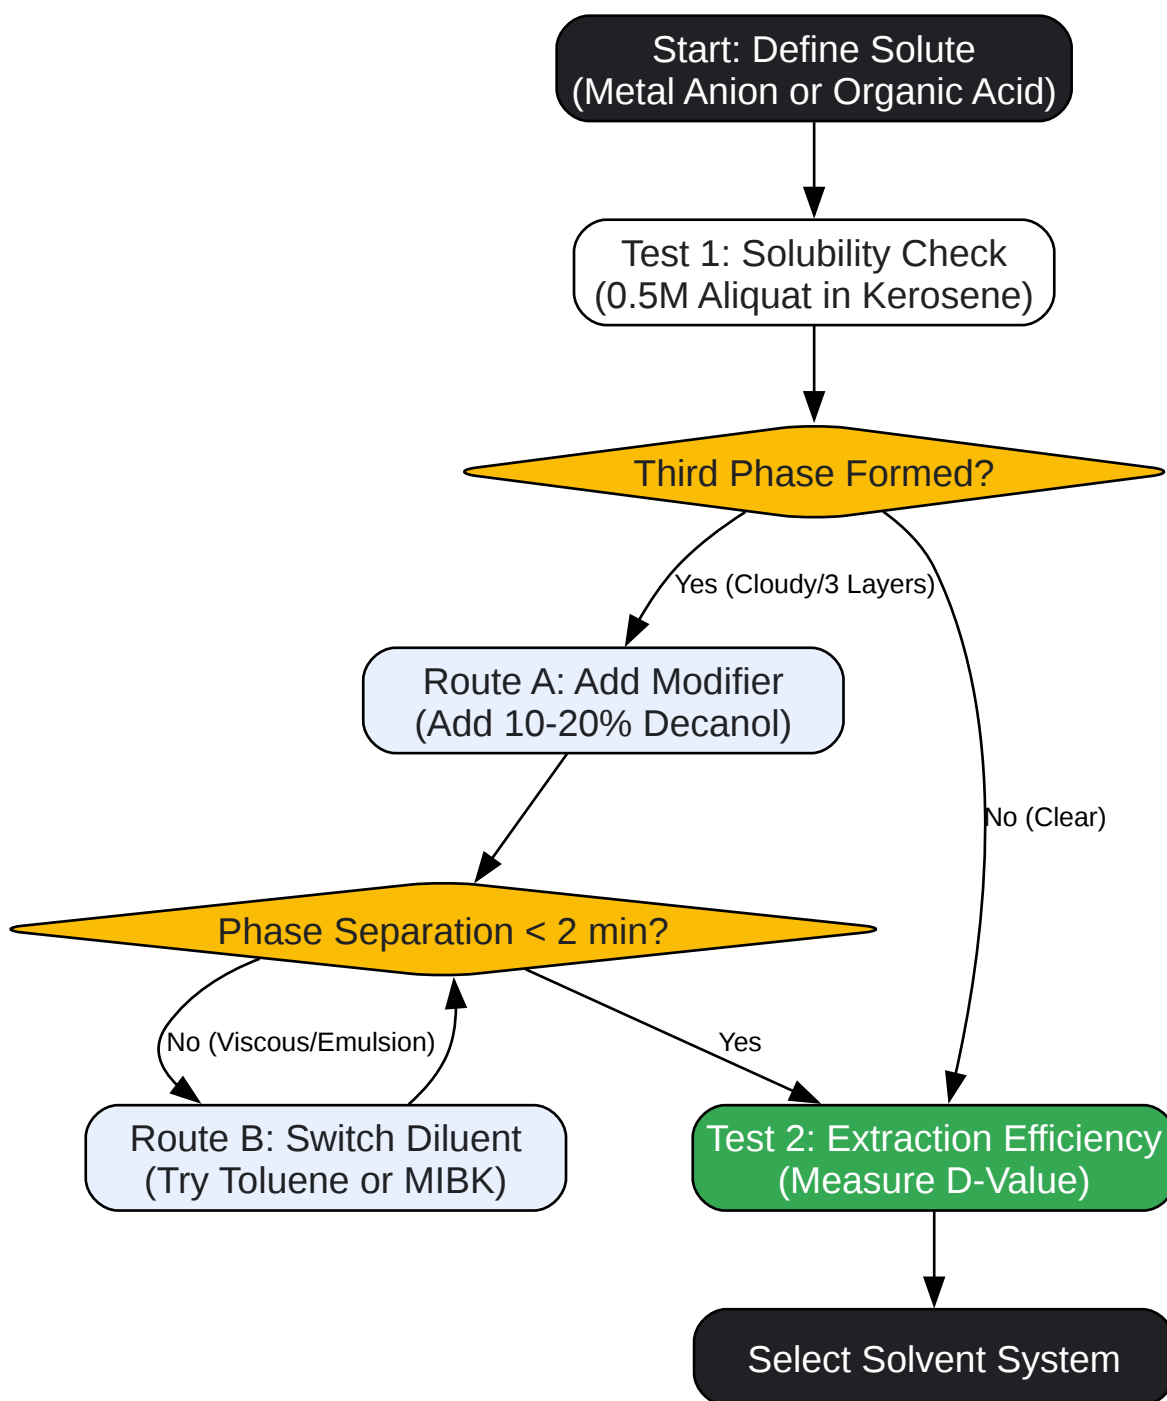 Start: Define Solute
(Metal Anion or Organic Acid)
Test 1: Solubility Check
(0.5M Aliquat in Kerosene)
Third Phase Formed?
Yes (Cloudy/3 Layers)
Route A: Add Modifier
(Add 10-20% Decanol)
No (Clear)
Phase Separation < 2 min?
No (Viscous/Emulsion)
Yes
Route B: Switch Diluent
(Try Toluene or MIBK)
Test 2: Extraction Efficiency
(Measure D-Value)
Select Solvent System